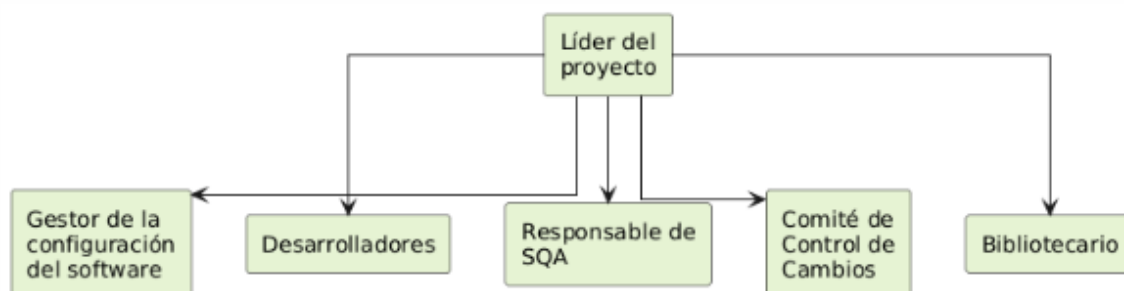 Líder del
proyecto
Gestor de la
configuración
del software
Desarrolladores
Responsable de
SQA
Comité de
Control de
Cambios
Bibliotecario